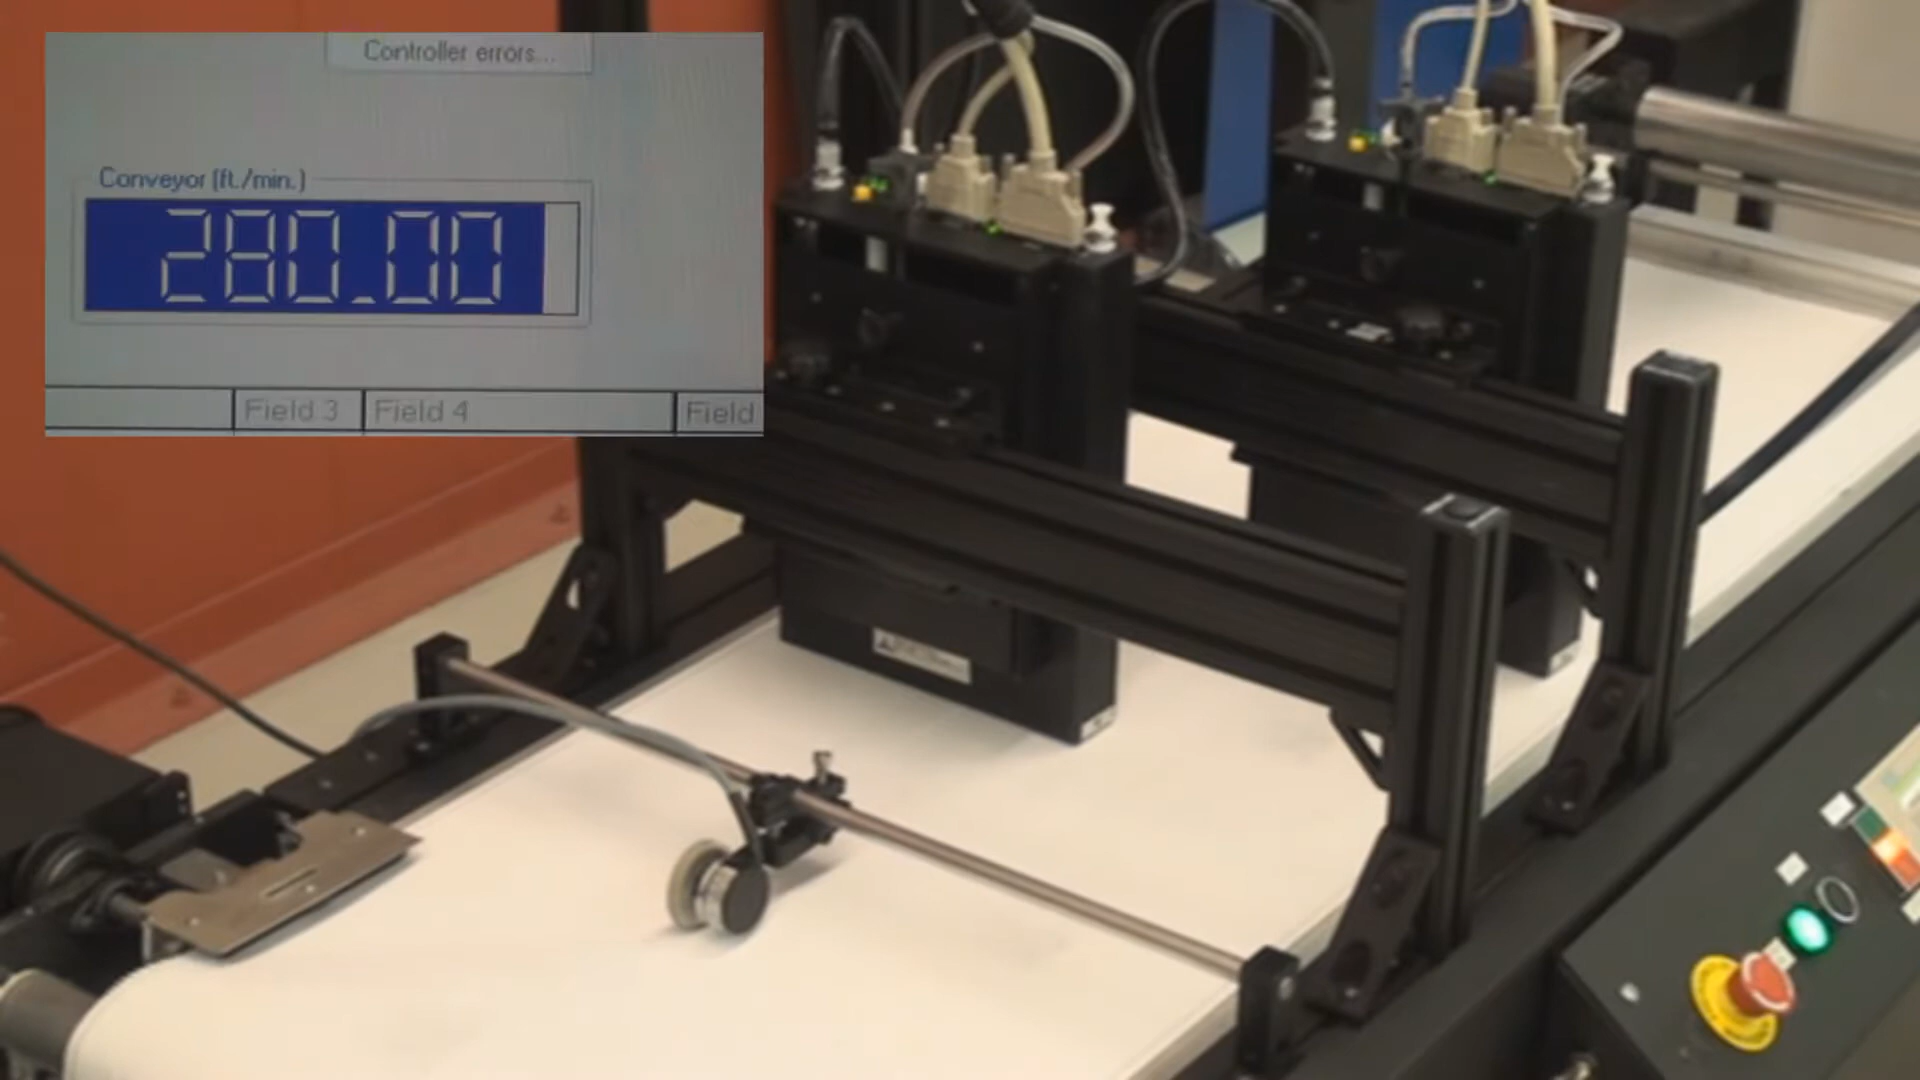 Controller errors...
Conveyor (ft./min.)
280.00
Field 3
Field 4
Field